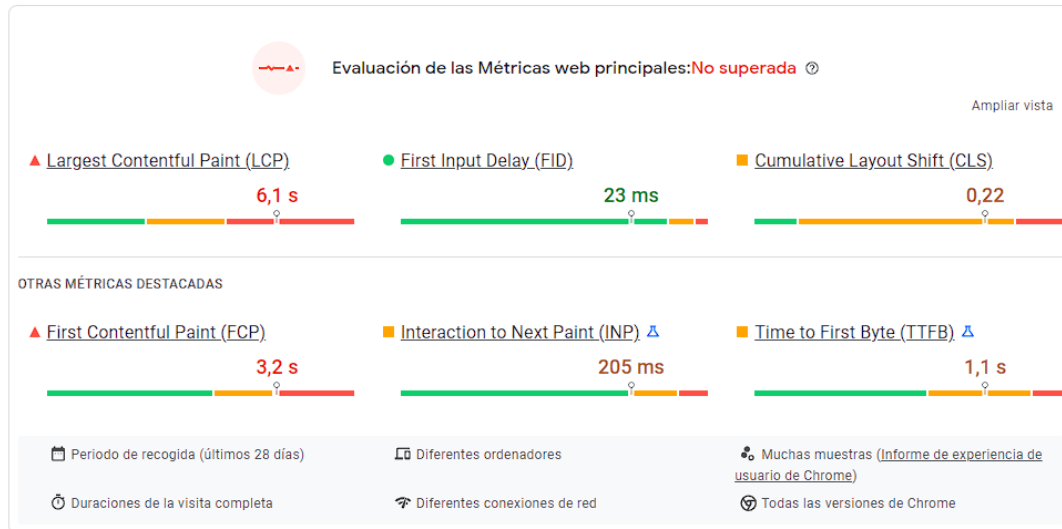 Evaluación de las Métricas web principales:No superada
Ampliar vista
Largest Contentful Paint (LCP)
6,1 s
First Input Delay (FID)
23 ms
Cumulative Layout Shift (CLS)
0,22
OTRAS MÉTRICAS DESTACADAS
First Contentful Paint (FCP)
3,2 s
Interaction to Next Paint (INP)
205 ms
Time to First Byte (TTFB)
1,1 s
Periodo de recogida (últimos 28 días)
Diferentes ordenadores
Muchas muestras (Informe de experiencia de
usuario de Chrome)
Duraciones de la visita completa
Diferentes conexiones de red
Todas las versiones de Chrome